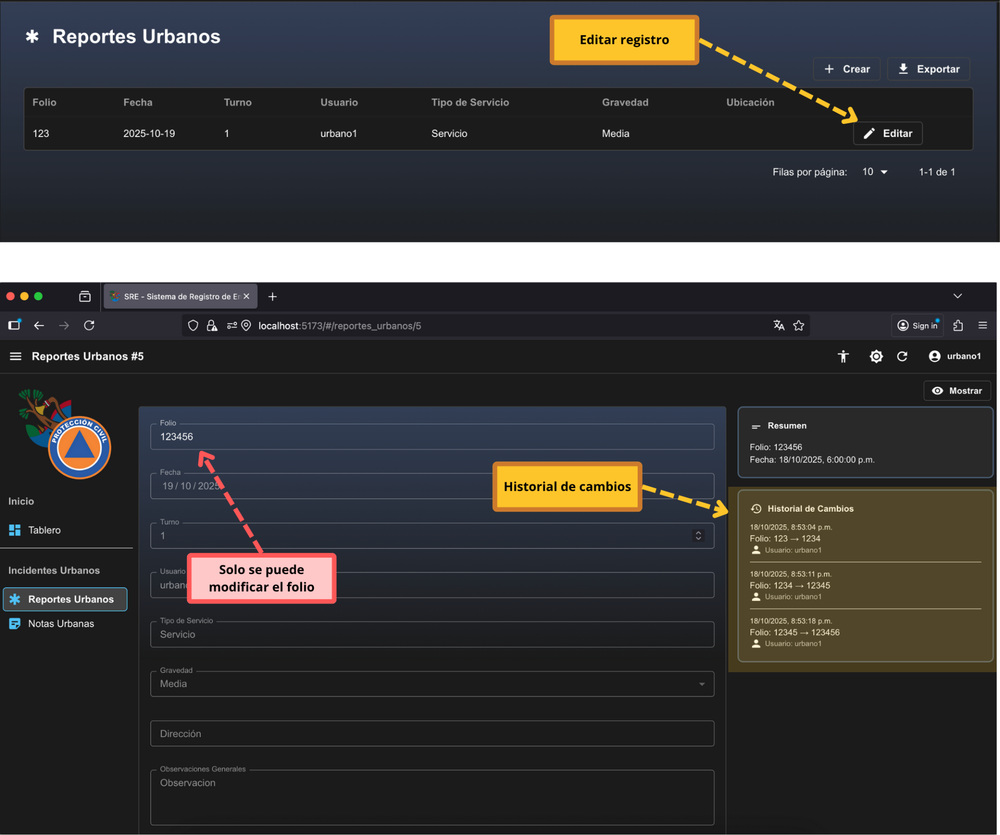 Reportes Urbanos
Editar registro
Crear Exportar
Folio Fecha Turno Usuario Tipo de Servicio Gravedad Ubicación
123 2025-10-19 1 urbano1 Servicio Media Editar
Filas por página: 10 1-1 de 1
SRE - Sistema de Registro de
localhost:5173/#/reportes_urbanos/5
Sign in
Reportes Urbanos #5
urbano1
Mostrar
PROTECCIÓN CIVIL
Inicio
Tablero
Incidentes Urbanos
Reportes Urbanos
Notas Urbanas
Folio
123456
Fecha
19 / 10 / 2025
Turno
1
Usuario
Solo se puede
modificar el folio
Tipo de Servicio
Servicio
Gravedad
Media
Dirección
Observaciones Generales
Observacion
Historial de cambios
Resumen
Folio: 123456
Fecha: 18/10/2025, 6:00:00 p.m.
Historial de Cambios
18/10/2025, 8:53:04 p.m.
Folio: 123 → 1234
Usuario: urbano1
18/10/2025, 8:53:11 p.m.
Folio: 1234 → 12345
Usuario: urbano1
18/10/2025, 8:53:18 p.m.
Folio: 12345 → 123456
Usuario: urbano1